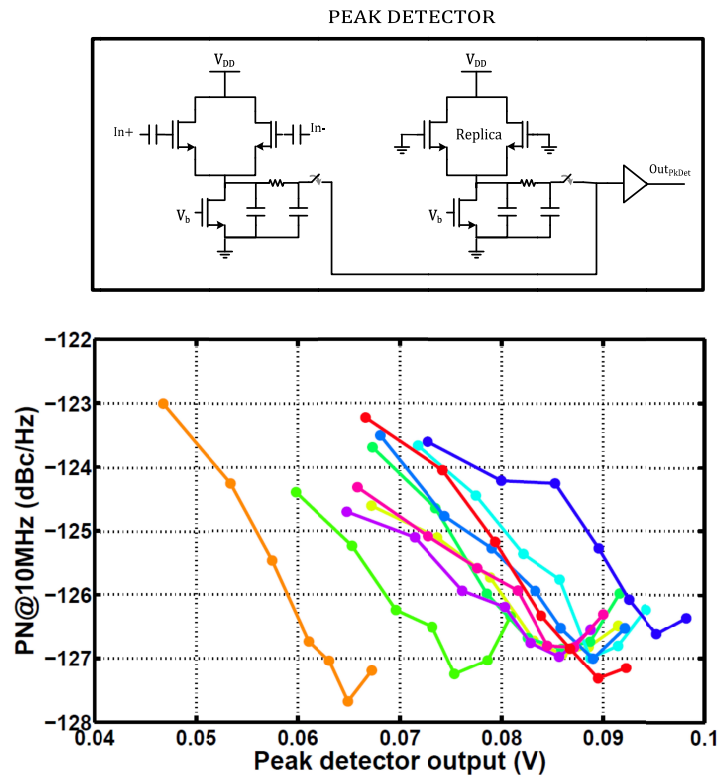 PEAK DETECTOR
VDD
VDD
In+
In-
Replica
Vb
Vb
OutPkDet
−122
−123
−124
−125
−126
−127
−128
PN@10MHz (dBc/Hz)
0.04
0.05
0.06
0.07
0.08
0.09
0.1
Peak detector output (V)